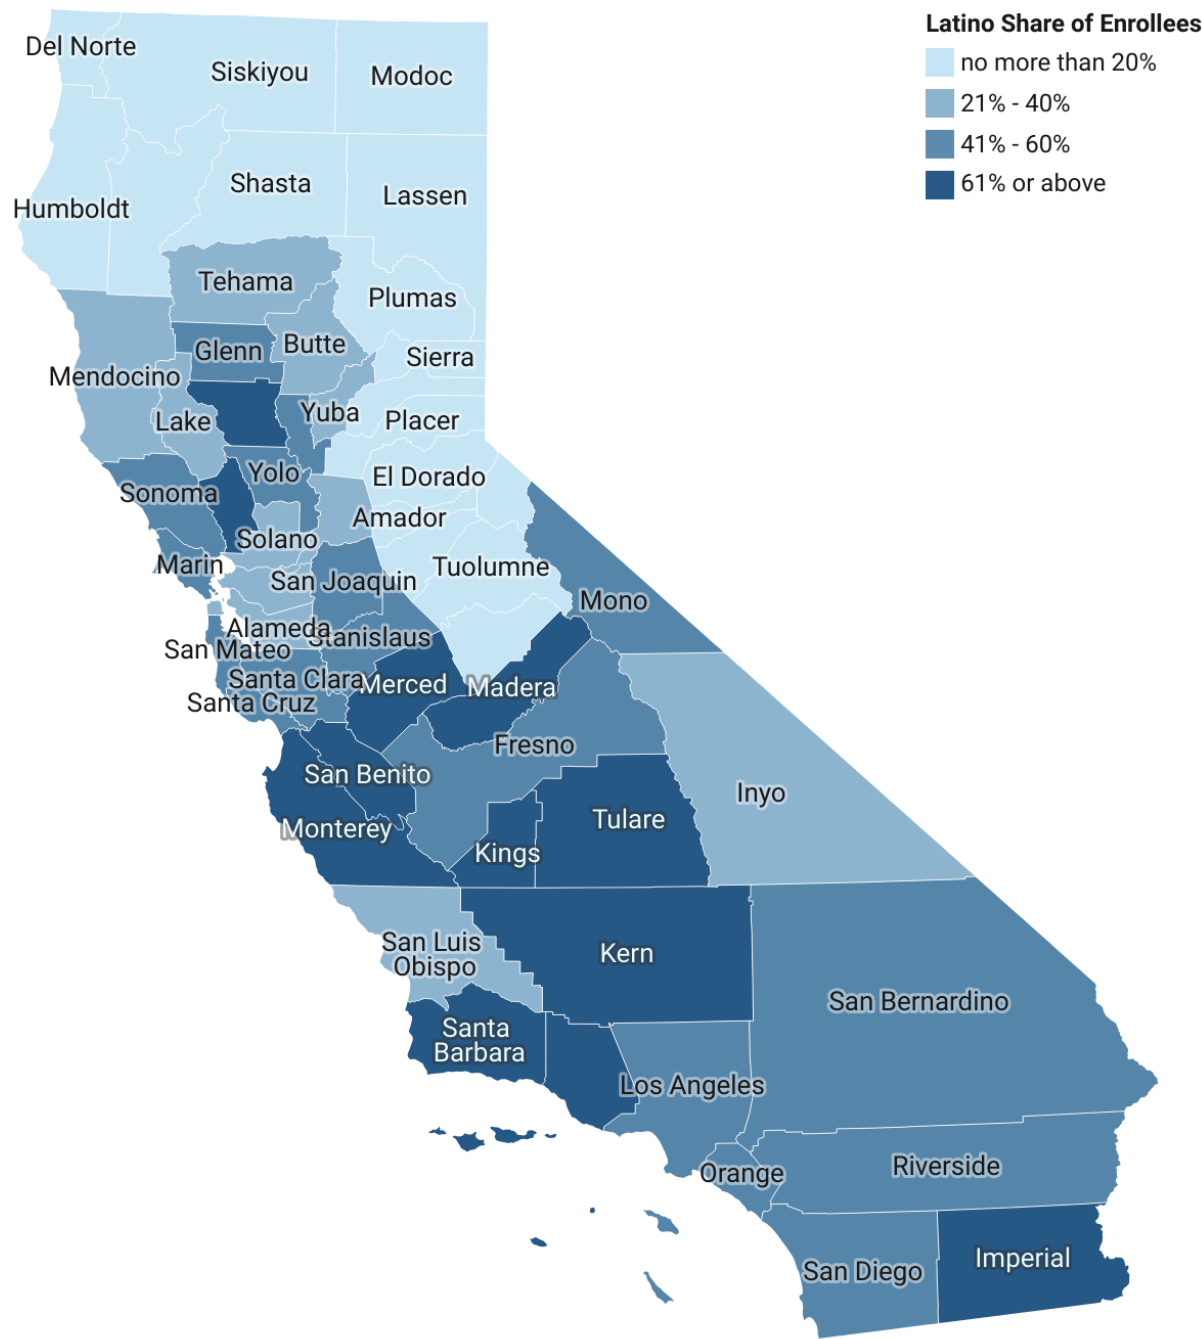 Latino Share of Enrollees
no more than 20%
21% - 40%
41% - 60%
61% or above
Del Norte
Siskiyou
Modoc
Humboldt
Shasta
Lassen
Tehama
Plumas
Glenn
Butte
Sierra
Mendocino
Lake
Yuba
Placer
Yolo
El Dorado
Sonoma
Amador
Solano
Marin
San Joaquin
Tuolumne
Mono
Alameda
Stanislaus
San Mateo
Santa Clara
Merced
Madera
Santa Cruz
Fresno
San Benito
Inyo
Monterey
Tulare
Kings
San Luis
Obispo
Kern
San Bernardino
Santa
Barbara
Los Angeles
Orange
Riverside
San Diego
Imperial